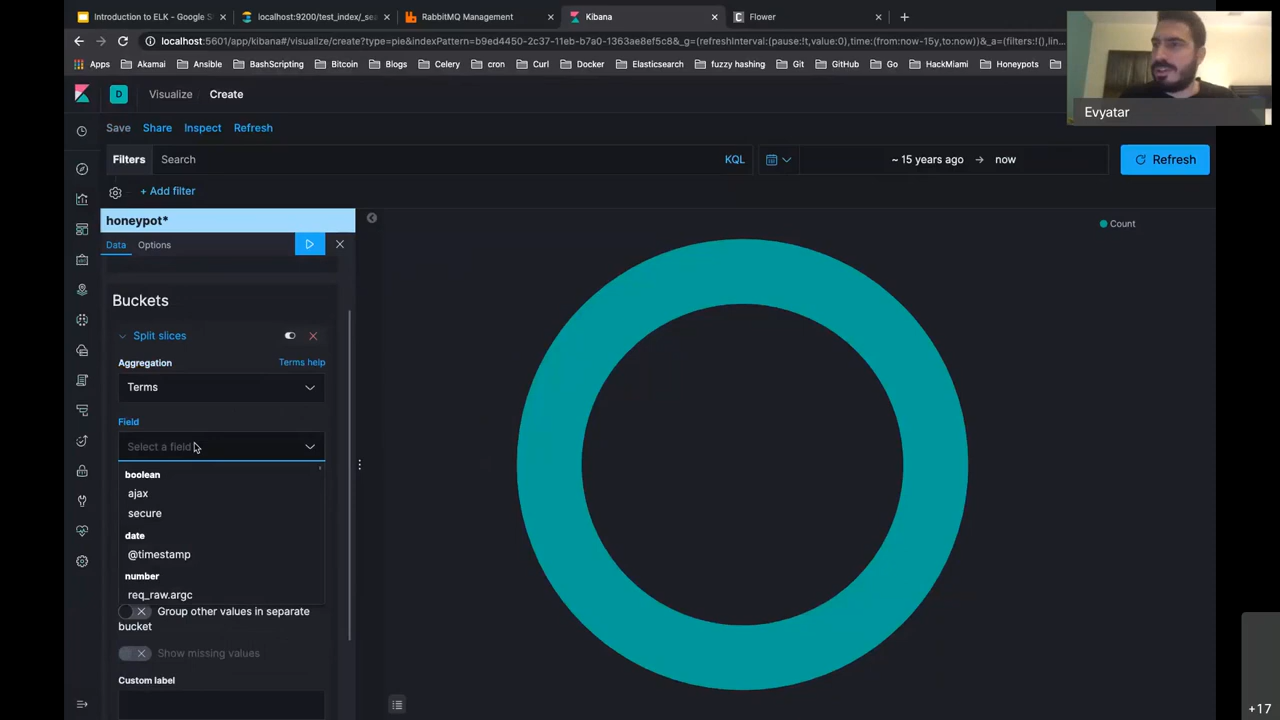 Introduction to ELK - Google S
localhost:9200/test_index/_sea
RabbitMQ Management
Kibana
Flower
localhost:5601/app/kibana#/visualize/create?type=pie&indexPattern=b9ed4450-2c37-11eb-b7a0-1363ae8ef5c8&_g=(refreshInterval:(pause:!t,value:0),time:(from:now-15y,to:now))&_a=(filters:!(),lin
Apps
Akamai
Ansible
BashScripting
Bitcoin
Blogs
Celery
cron
Curl
Docker
Elasticsearch
fuzzy hashing
Git
GitHub
Go
HackMiami
Honeypots
Evyatar
D
Visualize
Create
Save
Share
Inspect
Refresh
Filters
Search
KQL
~ 15 years ago → now
Refresh
+ Add filter
honeypot*
Count
Data
Options
Buckets
Split slices
Aggregation
Terms help
Terms
Field
Select a field
boolean
ajax
secure
date
@timestamp
number
req_raw.argc
Group other values in separate
bucket
Show missing values
Custom label
+17